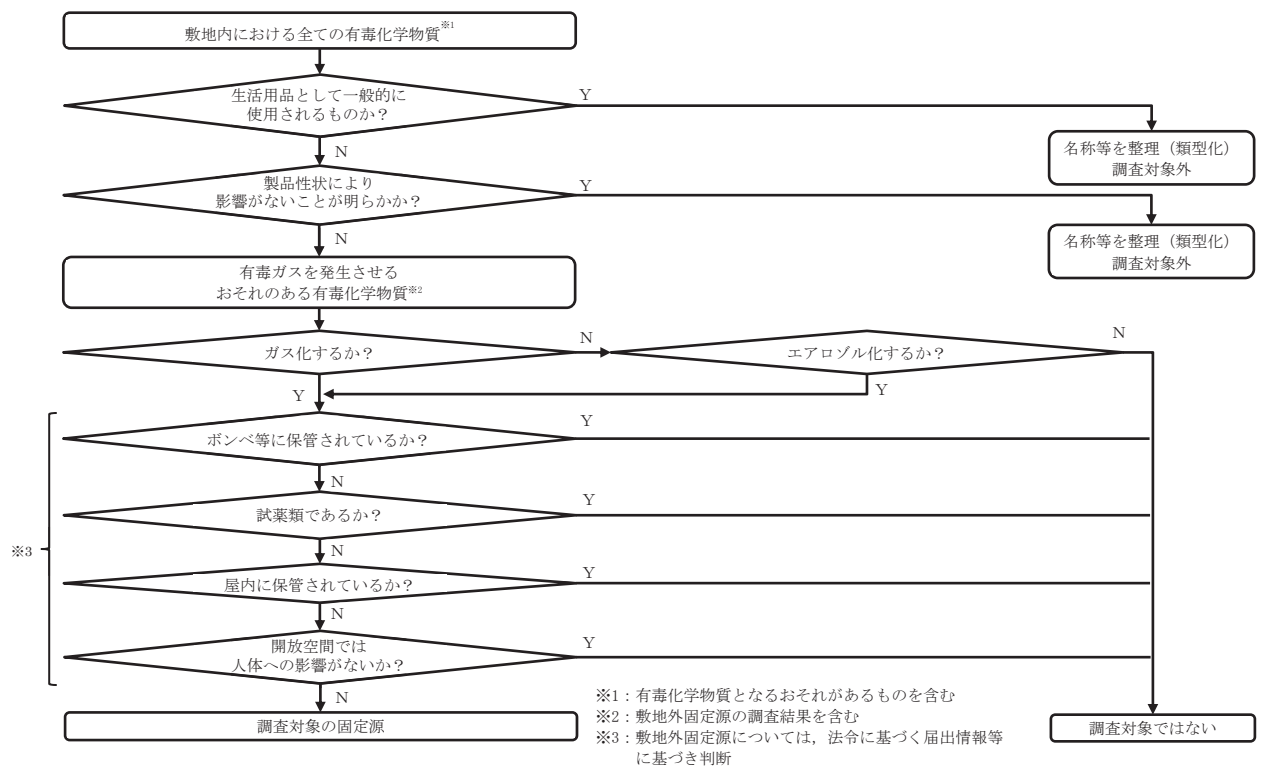 敷地内における全ての有毒化学物質※1
生活用品として一般的に
使用されるものか？
Y
N
名称等を整理（類型化）
調査対象外
製品性状により
影響がないことが明らかか？
Y
N
名称等を整理（類型化）
調査対象外
有毒ガスを発生させる
おそれのある有毒化学物質※2
ガス化するか？
N
エアロゾル化するか？
N
Y
Y
ボンベ等に保管されているか？
Y
N
試薬類であるか？
Y
N
※3
屋内に保管されているか？
Y
N
開放空間では
人体への影響がないか？
Y
N
調査対象の固定源
調査対象ではない
※1：有毒化学物質となるおそれがあるものを含む
※2：敷地外固定源の調査結果を含む
※3：敷地外固定源については，法令に基づく届出情報等
に基づき判断